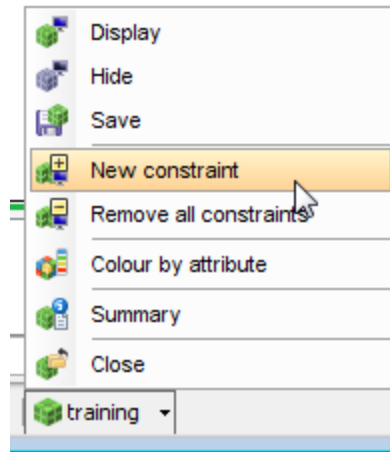 Display
Hide
Save
New constraint
Remove all constraints
Colour by attribute
Summary
Close
training